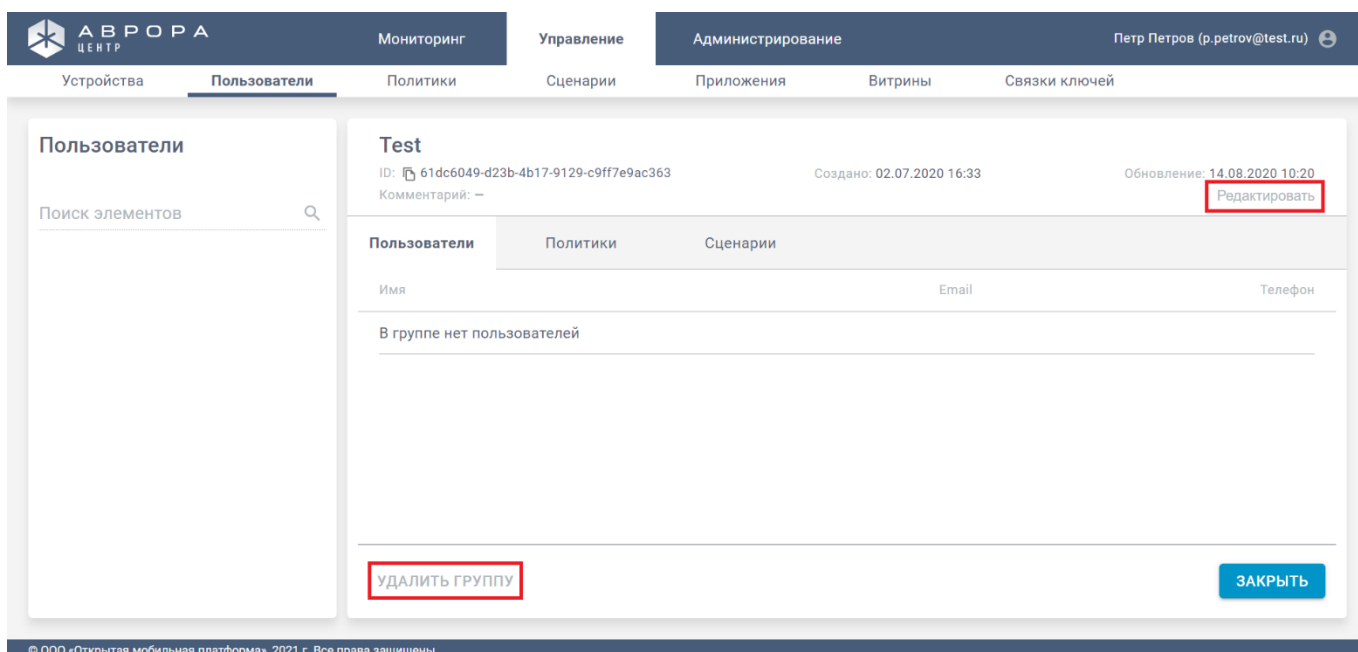 АВРОРА
ЦЕНТР
Мониторинг Управление Администрирование Петр Петров (p.petrov@test.ru)
Устройства Пользователи Политики Сценарии Приложения Витрины Связки ключей
Пользователи
Поиск элементов
Test
ID: 61dc6049-d23b-4b17-9129-c9ff7e9ac363 Создано: 02.07.2020 16:33 Обновление: 14.08.2020 10:20
Комментарий: — Редактировать
Пользователи Политики Сценарии
Имя Email Телефон
В группе нет пользователей
УДАЛИТЬ ГРУППУ ЗАКРЫТЬ
© ООО «Открытая мобильная платформа», 2021 г. Все права защищены